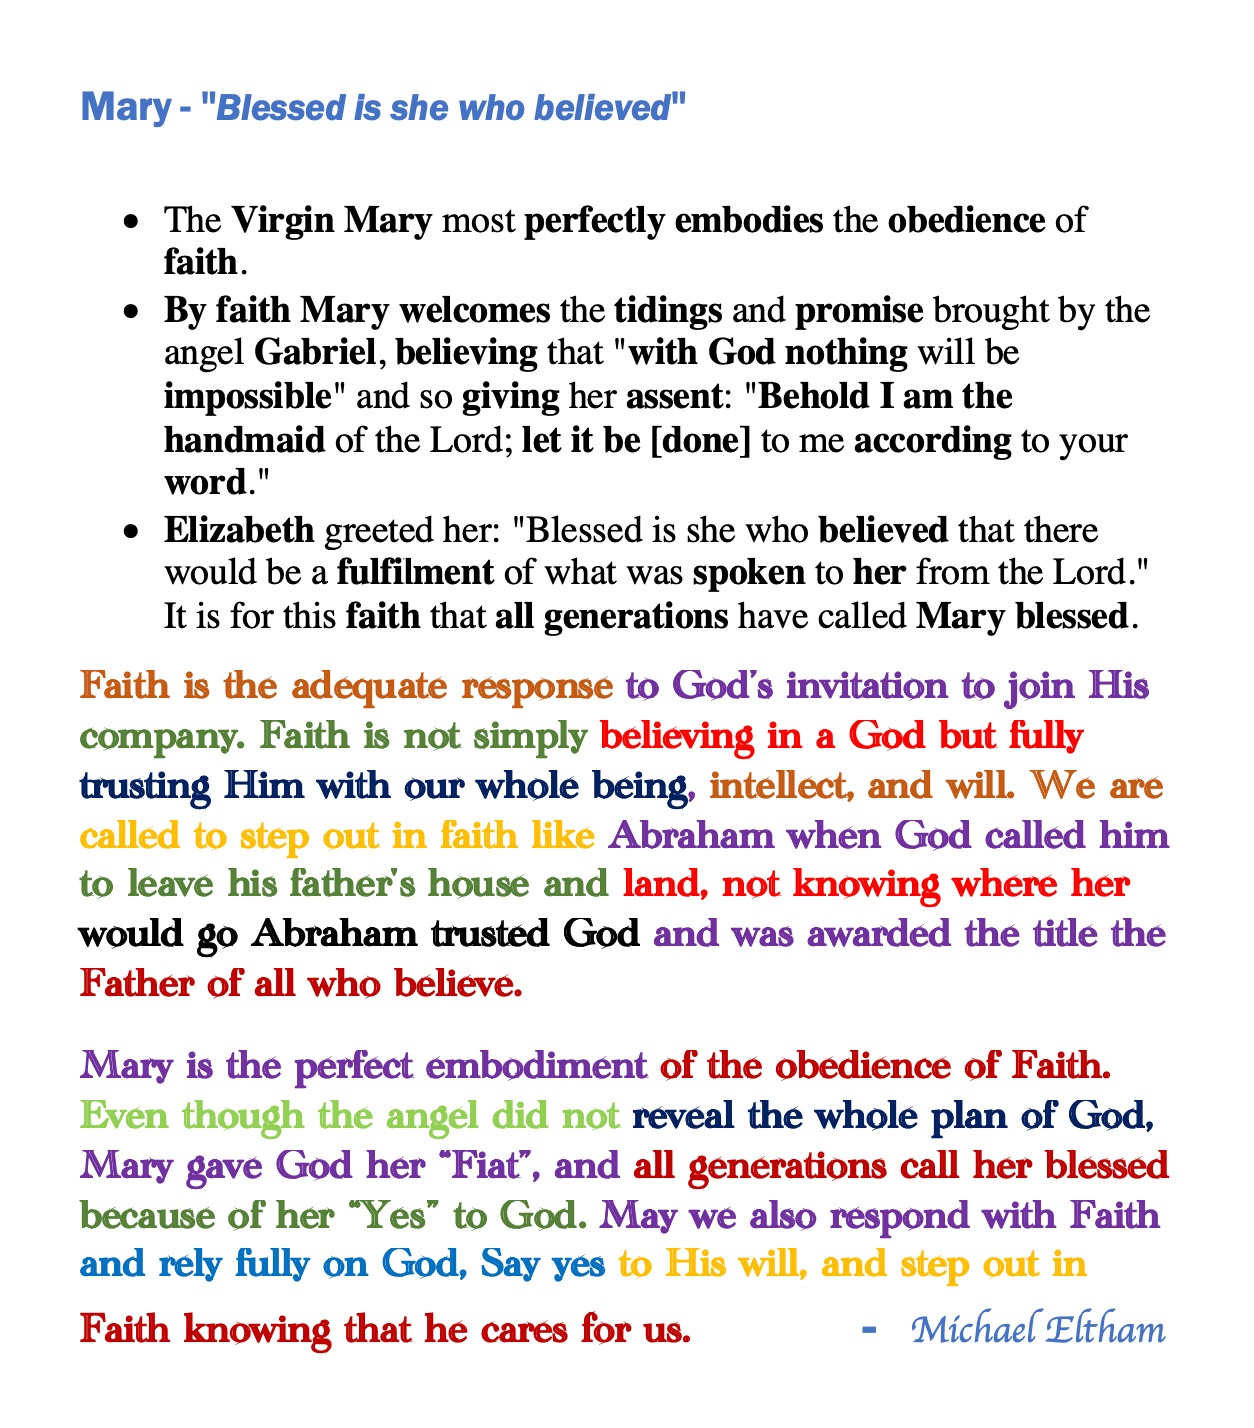 Mary - "Blessed is she who believed"
• The Virgin Mary most perfectly embodies the obedience of
faith.
• By faith Mary welcomes the tidings and promise brought by the
angel Gabriel, believing that "with God nothing will be
impossible" and so giving her assent: "Behold I am the
handmaid of the Lord; let it be [done] to me according to your
word."
• Elizabeth greeted her: "Blessed is she who believed that there
would be a fulfilment of what was spoken to her from the Lord."
It is for this faith that all generations have called Mary blessed.
Faith is the adequate response to God’s invitation to join His
company. Faith is not simply believing in a God but fully
trusting Him with our whole being, intellect, and will. We are
called to step out in faith like Abraham when God called him
to leave his father's house and land, not knowing where her
would go Abraham trusted God and was awarded the title the
Father of all who believe.
Mary is the perfect embodiment of the obedience of Faith.
Even though the angel did not reveal the whole plan of God,
Mary gave God her “Fiat”, and all generations call her blessed
because of her “Yes” to God. May we also respond with Faith
and rely fully on God, Say yes to His will, and step out in
Faith knowing that he cares for us. - Michael Eltham